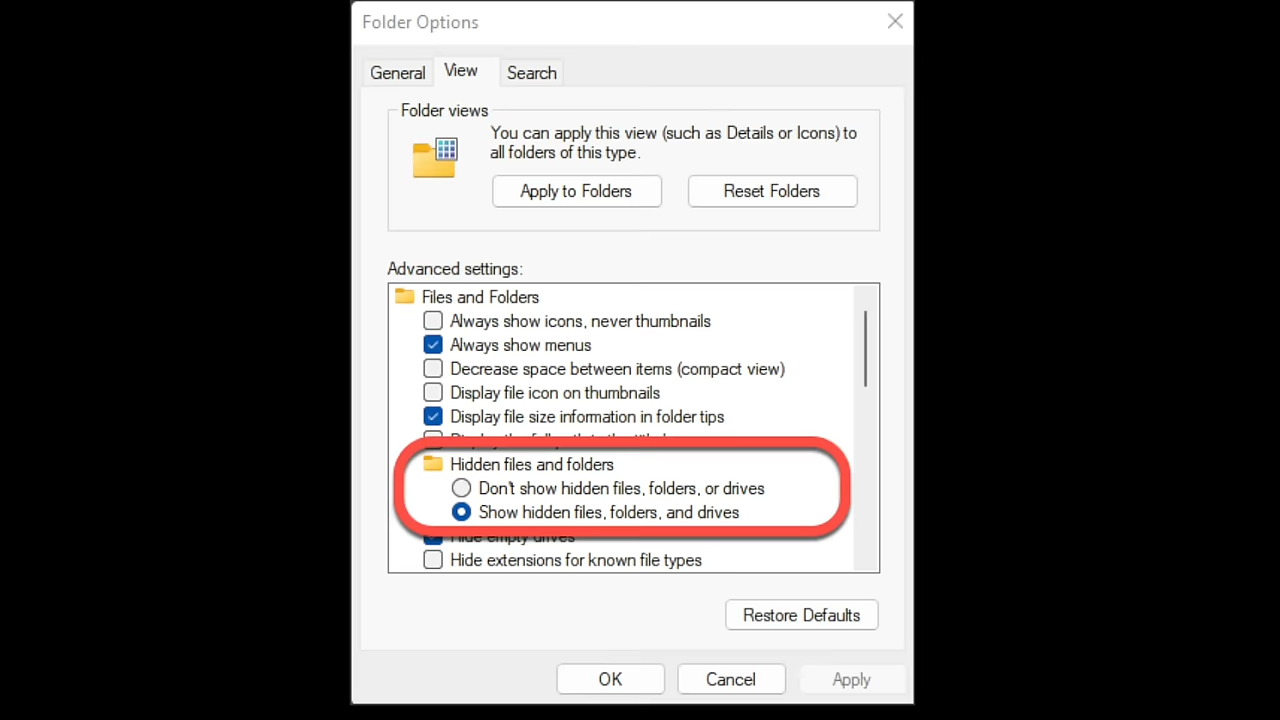 Folder Options
General View Search
Folder views
You can apply this view (such as Details or Icons) to
all folders of this type.
Apply to Folders Reset Folders
Advanced settings:
Files and Folders
Always show icons, never thumbnails
Always show menus
Decrease space between items (compact view)
Display file icon on thumbnails
Display file size information in folder tips
Hidden files and folders
Don't show hidden files, folders, or drives
Show hidden files, folders, and drives
Hide empty drives
Hide extensions for known file types
Restore Defaults
OK Cancel Apply